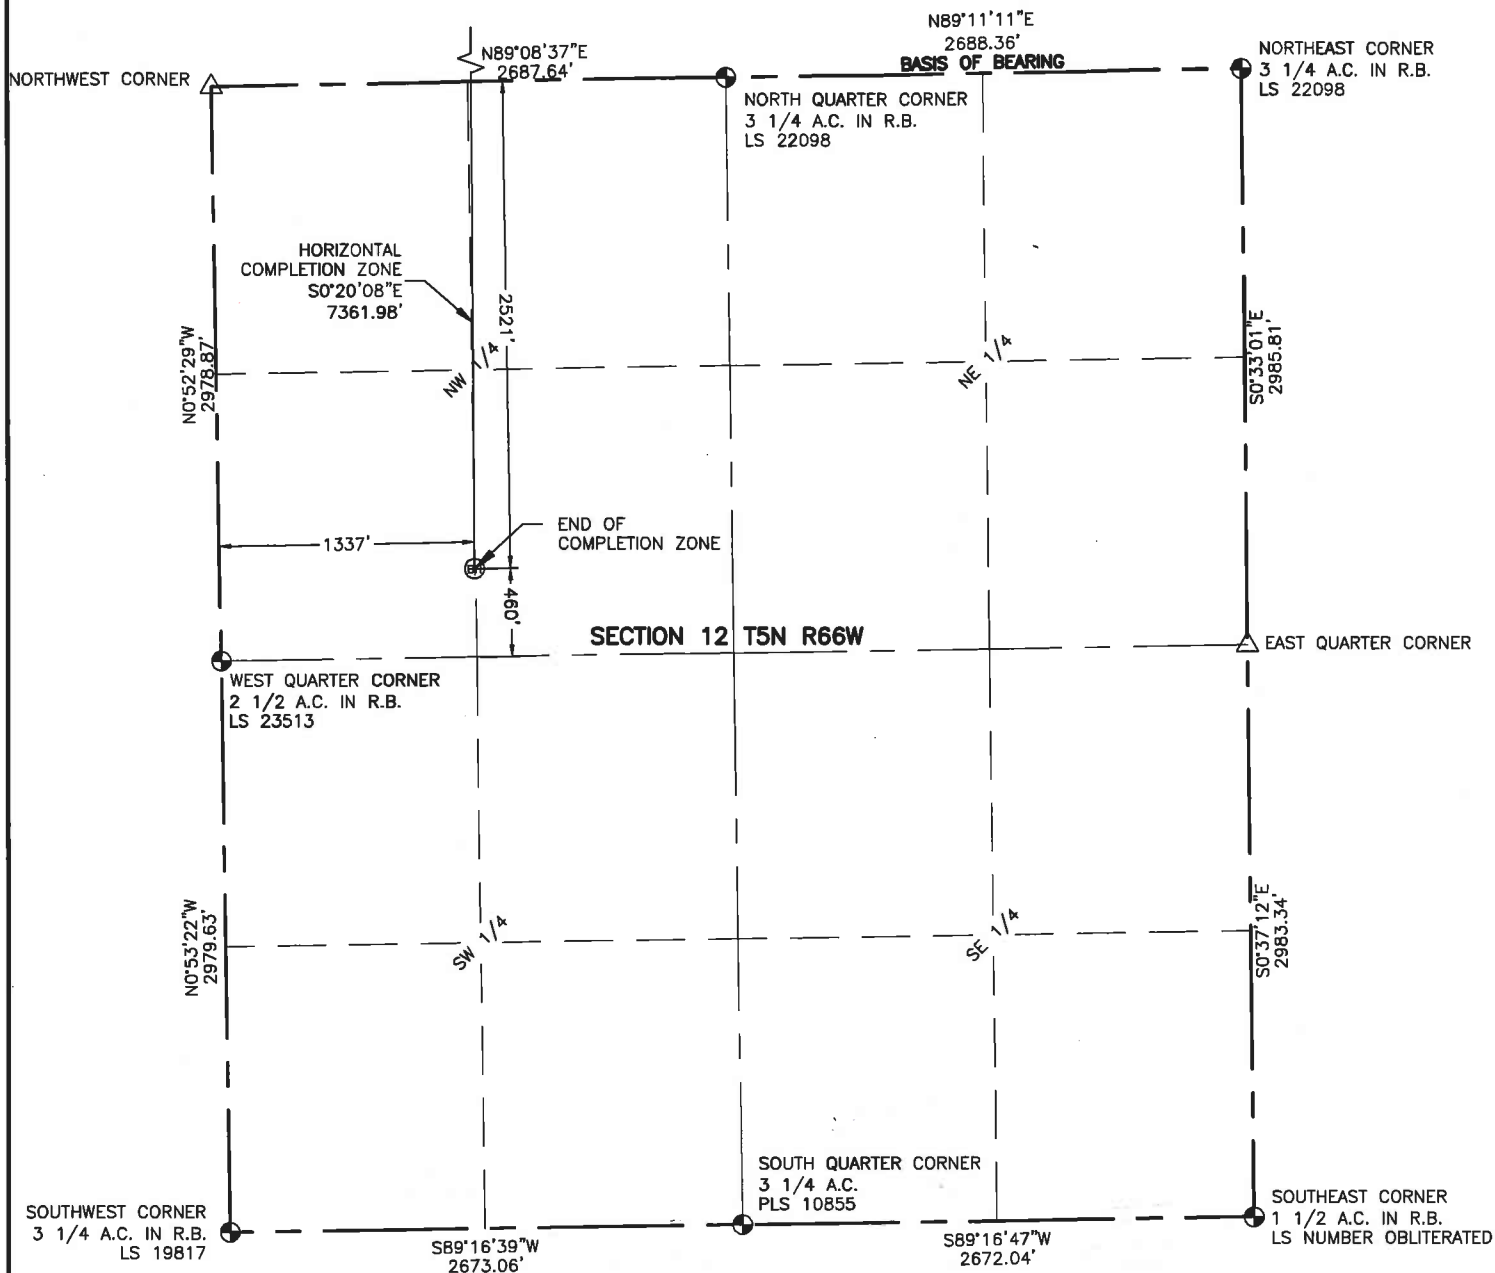 N89°11'11"E
2688.36'
BASIS OF BEARING
N89°08'37"E
2687.64'
NORTHWEST CORNER
NORTHEAST CORNER
3 1/4 A.C. IN R.B.
LS 22098
NORTH QUARTER CORNER
3 1/4 A.C. IN R.B.
LS 22098
HORIZONTAL
COMPLETION ZONE
S0°20'08"E
7361.98'
2521'
N0°52'29"W
2978.87'
NW 1/4
NE 1/4
S0°33'01"E
2985.81'
1337'
END OF
COMPLETION ZONE
BH
460'
SECTION 12 T5N R66W
EAST QUARTER CORNER
WEST QUARTER CORNER
2 1/2 A.C. IN R.B.
LS 23513
N0°53'22"W
2979.63'
SW 1/4
SE 1/4
S0°37'12"E
2983.34'
SOUTH QUARTER CORNER
3 1/4 A.C.
PLS 10855
SOUTHWEST CORNER
3 1/4 A.C. IN R.B.
LS 19817
SOUTHEAST CORNER
1 1/2 A.C. IN R.B.
LS NUMBER OBLITERATED
S89°16'39"W
2673.06'
S89°16'47"W
2672.04'